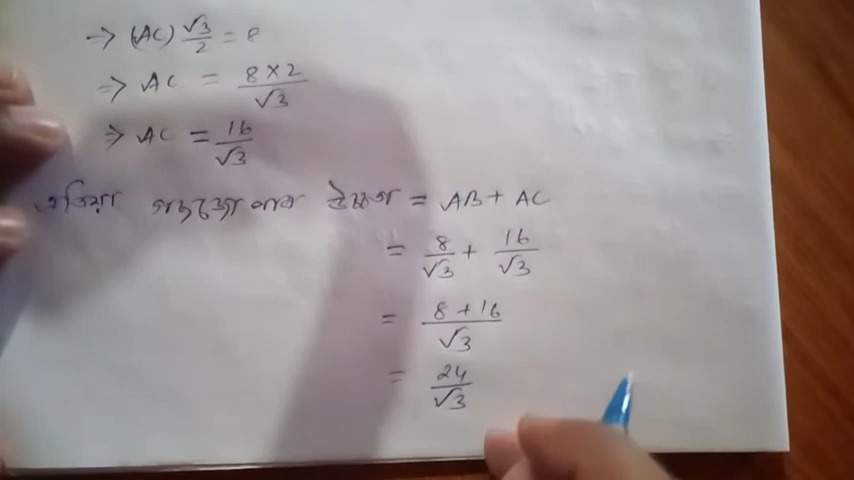 → (AC) √3/2 = 8
⇒ AC = 8×2/√3
⇒ AC = 16/√3
এতিয়া = AB + AC
= 8/√3 + 16/√3
= 8+16/√3
= 24/√3